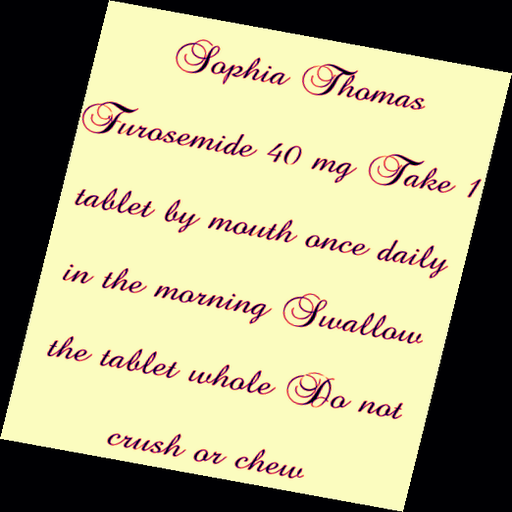 Sophia Thomas
Furosemide 40 mg Take 1
tablet by mouth once daily
in the morning Swallow
the tablet whole Do not
crush or chew